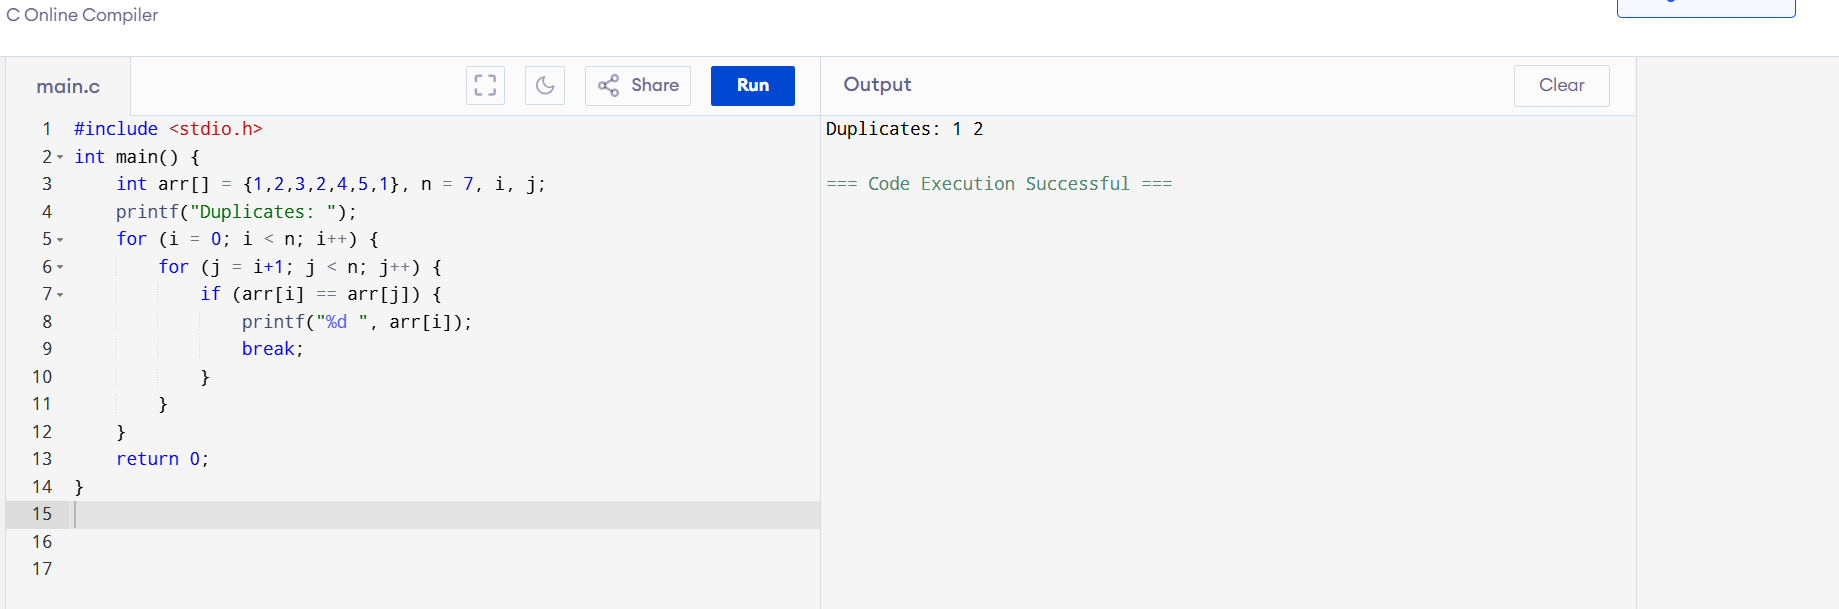 C Online Compiler
main.c
Share
Run
Output
Clear
1 #include <stdio.h>
2 int main() {
3     int arr[] = {1,2,3,2,4,5,1}, n = 7, i, j;
4     printf("Duplicates: ");
5     for (i = 0; i < n; i++) {
6         for (j = i+1; j < n; j++) {
7             if (arr[i] == arr[j]) {
8                 printf("%d ", arr[i]);
9                 break;
10             }
11         }
12     }
13     return 0;
14 }
15
16
17
Duplicates: 1 2
=== Code Execution Successful ===